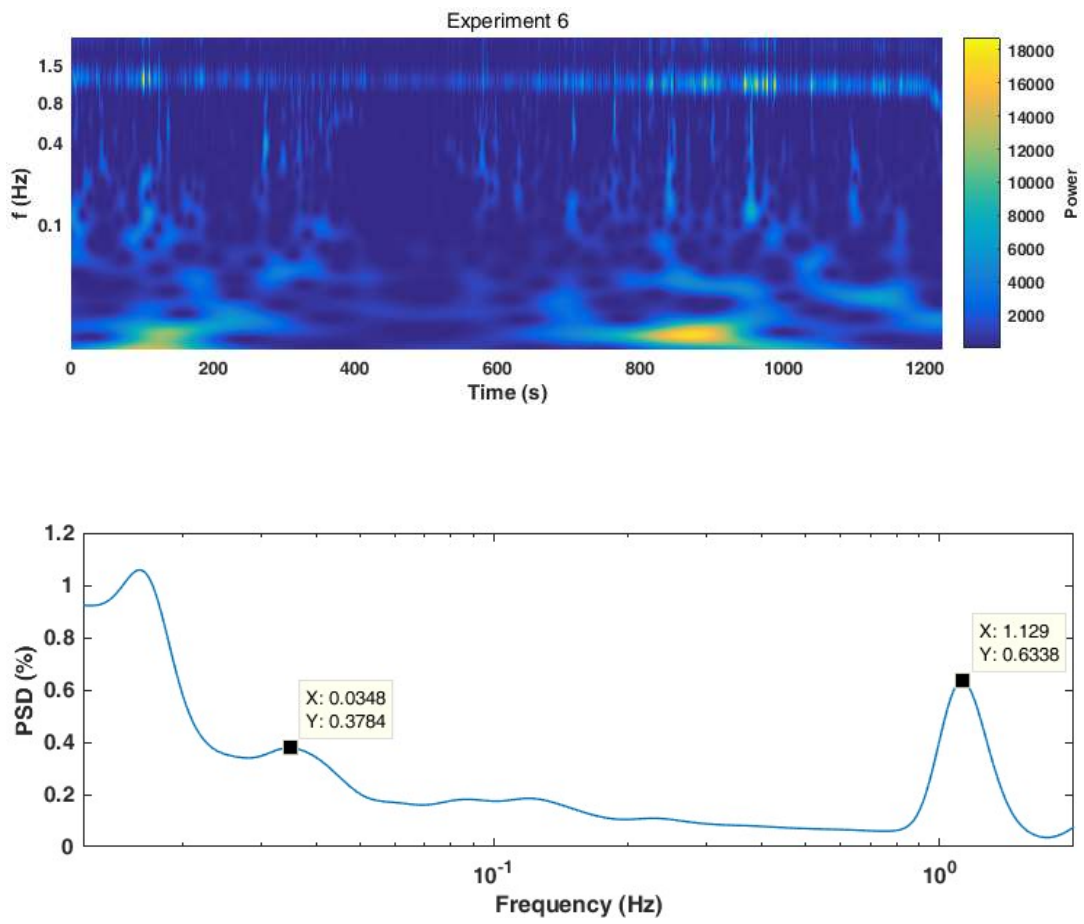 Experiment 6
1.5
0.8
0.4
0.1
f (Hz)
0 200 400 600 800 1000 1200
Time (s)
18000
16000
14000
12000
10000
8000
6000
4000
2000
Power
1.2
1
0.8
0.6
0.4
0.2
0
PSD (%)
X: 0.0348
Y: 0.3784
X: 1.129
Y: 0.6338
10-1 100
Frequency (Hz)